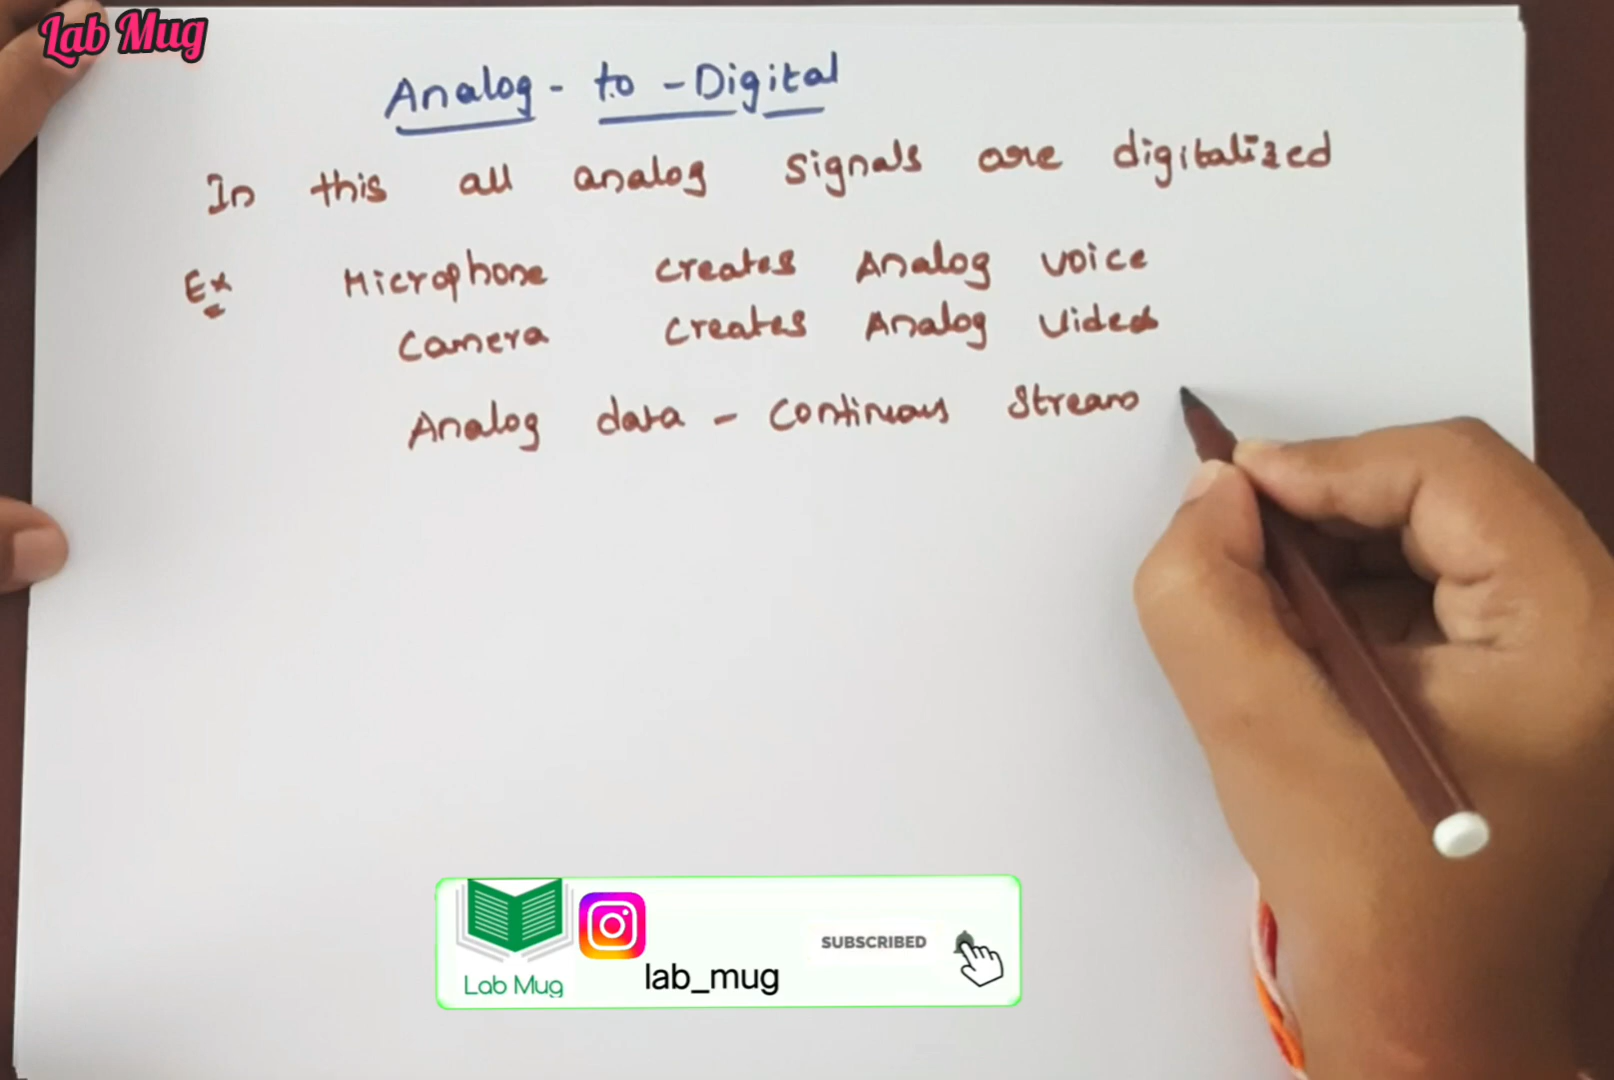 Lab Mug
Analog - to - Digital
In this all analog signals are digitalized
Ex Microphone creates Analog voice
Camera creates Analog Video
Analog data - Continuous Stream
SUBSCRIBED
Lab Mug
lab_mug